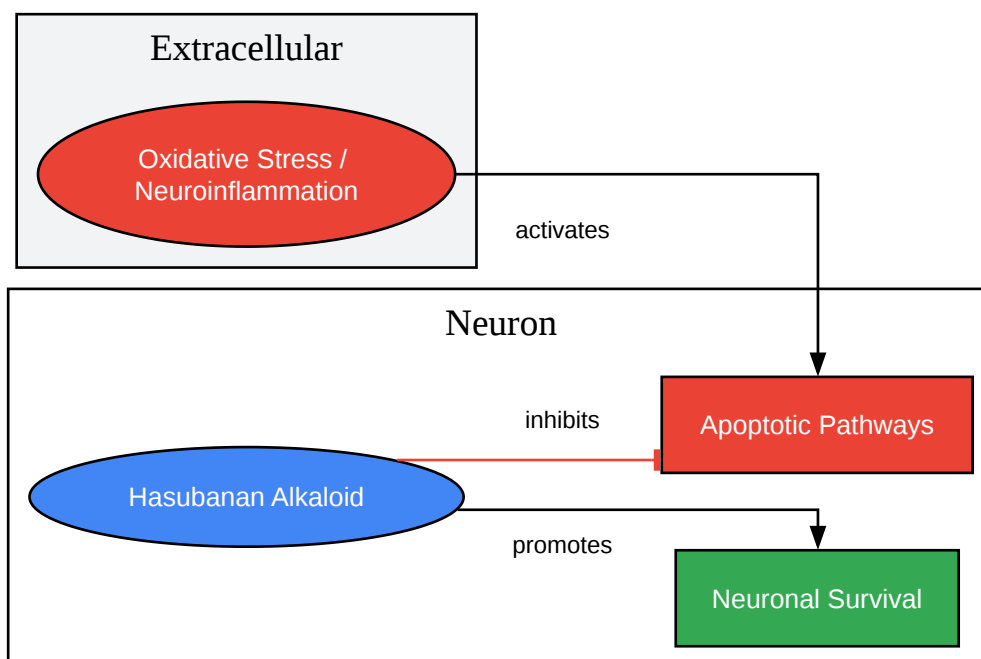 Extracellular
Oxidative Stress /
Neuroinflammation
activates
Neuron
inhibits
Apoptotic Pathways
Hasubanan Alkaloid
promotes
Neuronal Survival